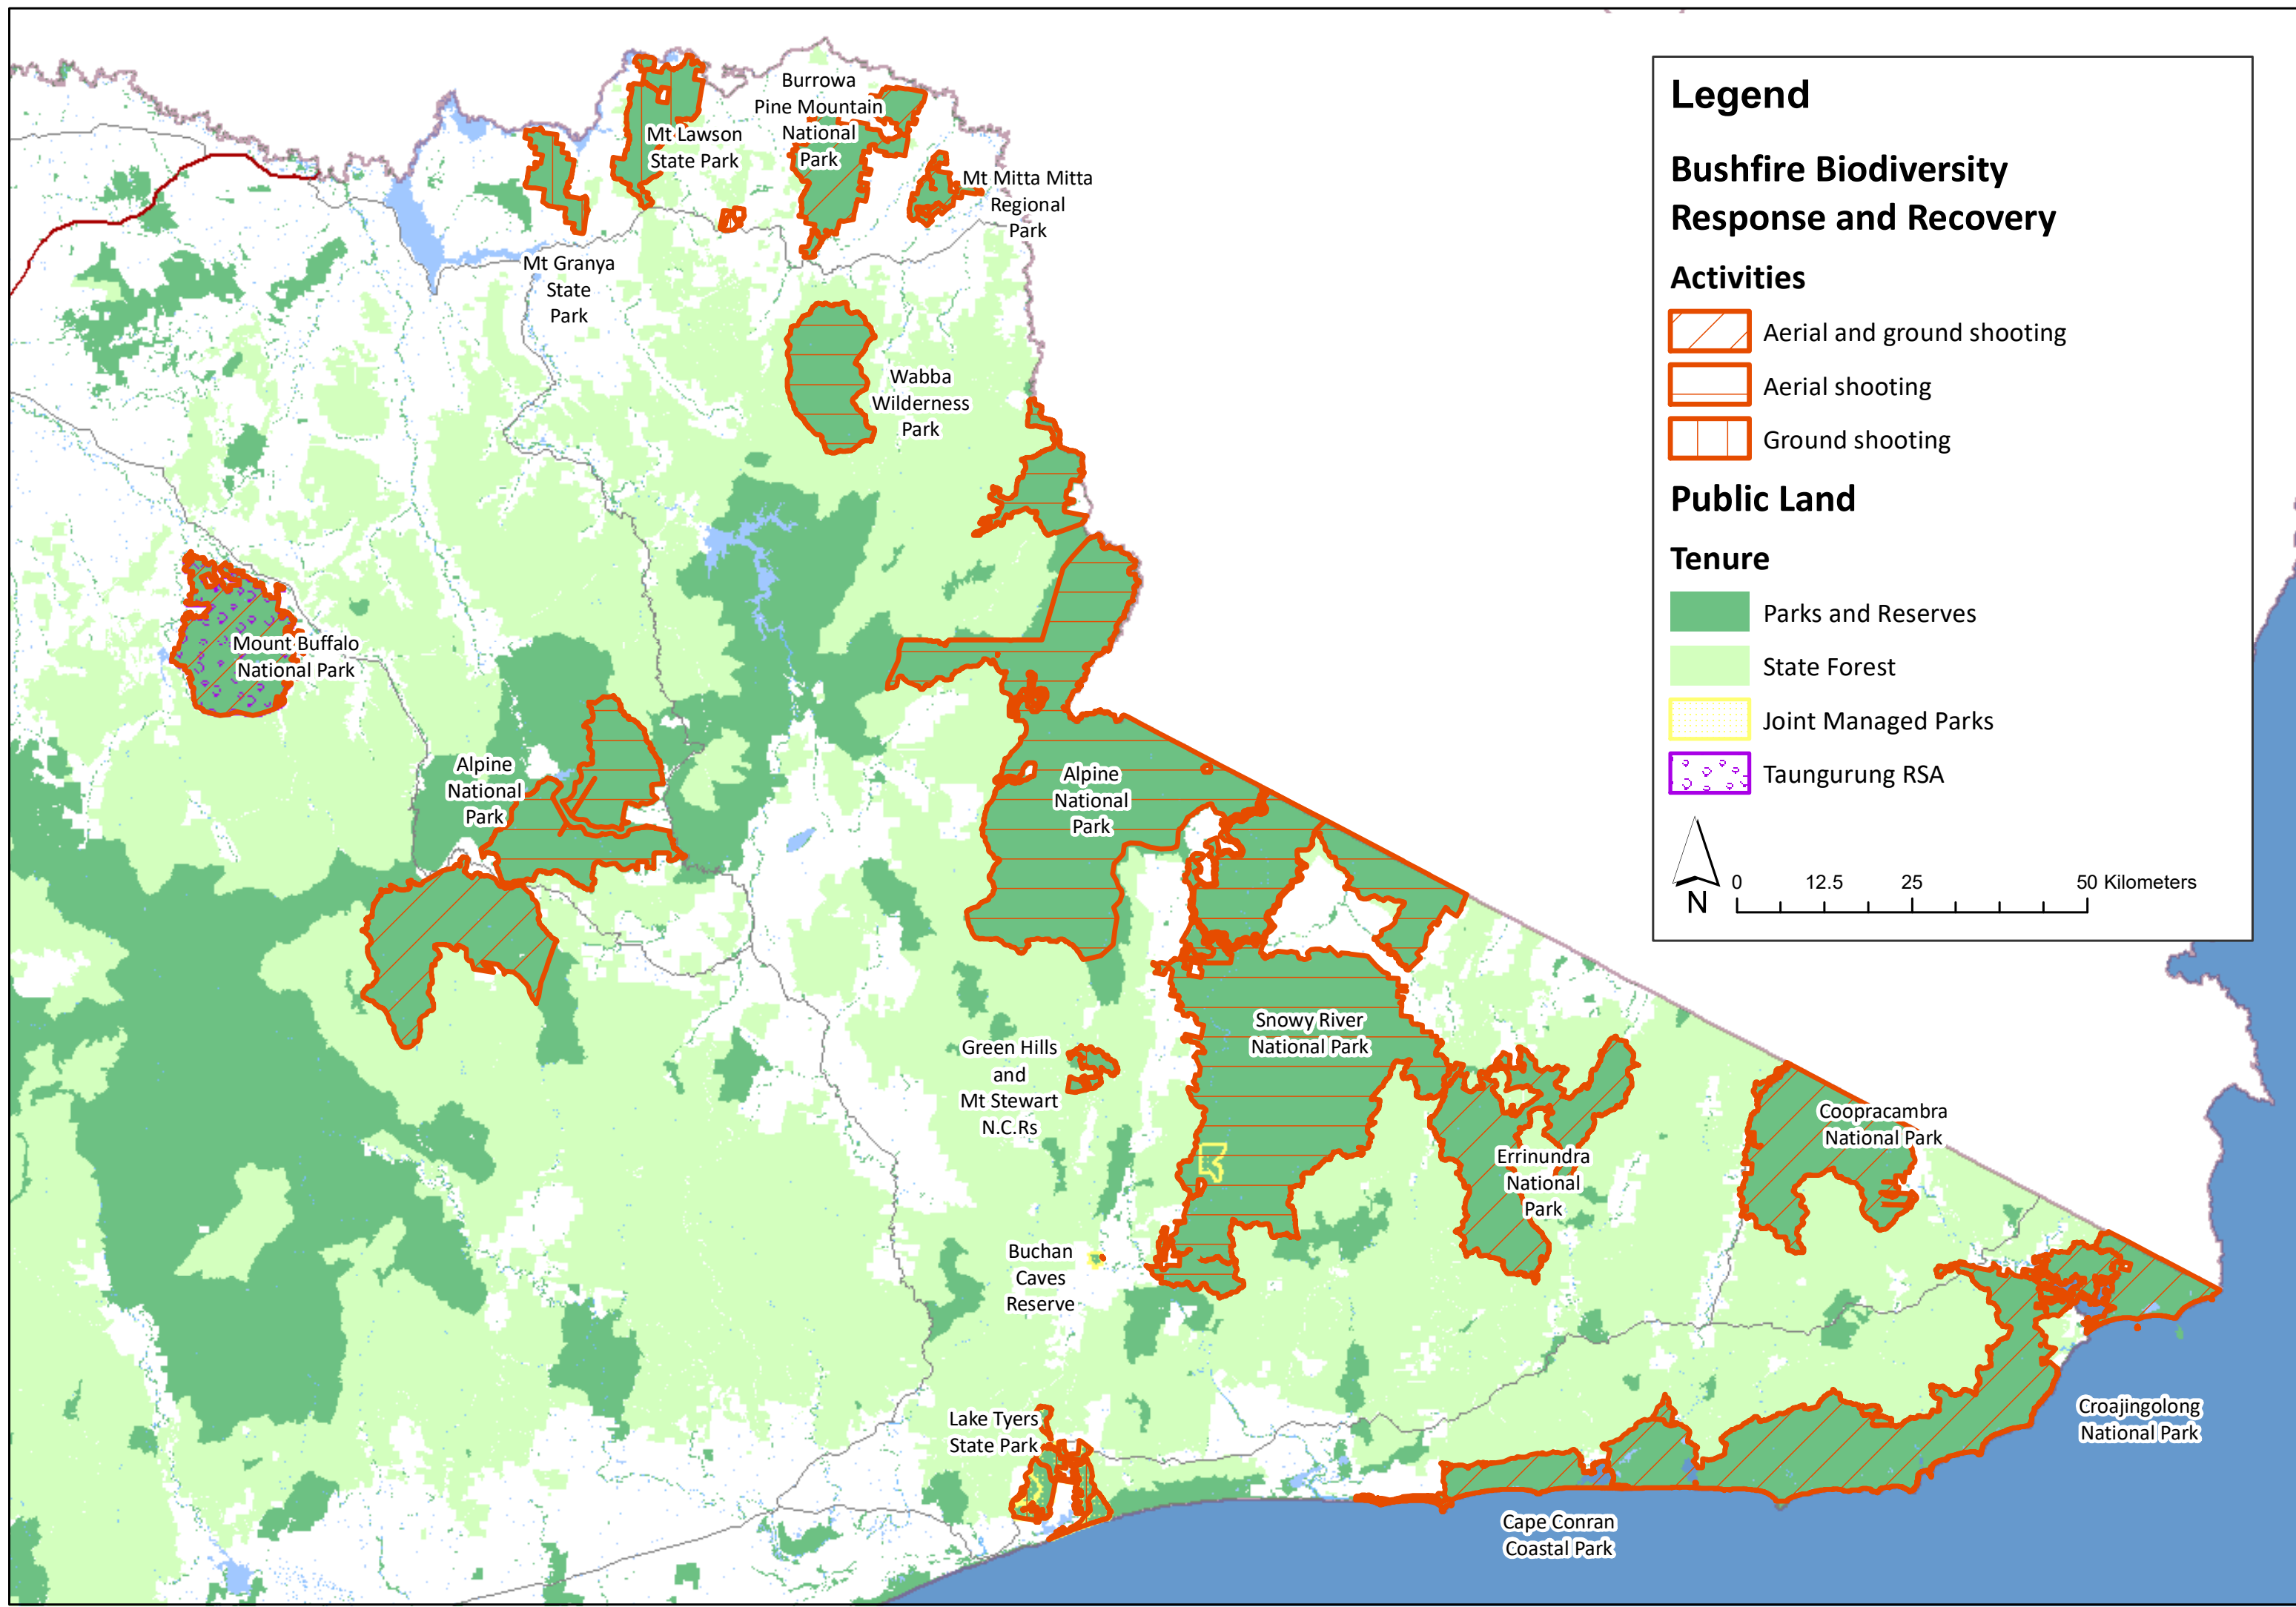 Burrowa
Pine Mountain
National
Park
Mt Lawson
State Park
Mt Mitta Mitta
Regional
Park
Mt Granya
State
Park
Wabba
Wilderness
Park
Mount Buffalo
National Park
Alpine
National
Park
Alpine
National
Park
Snowy River
National Park
Green Hills
and
Mt Stewart
N.C.Rs
Coopracambra
National Park
Errinundra
National
Park
Buchan
Caves
Reserve
Lake Tyers
State Park
Croajingolong
National Park
Cape Conran
Coastal Park
Legend
Bushfire Biodiversity
Response and Recovery
Activities
Aerial and ground shooting
Aerial shooting
Ground shooting
Public Land
Tenure
Parks and Reserves
State Forest
Joint Managed Parks
Taungurung RSA
N
0 12.5 25 50 Kilometers